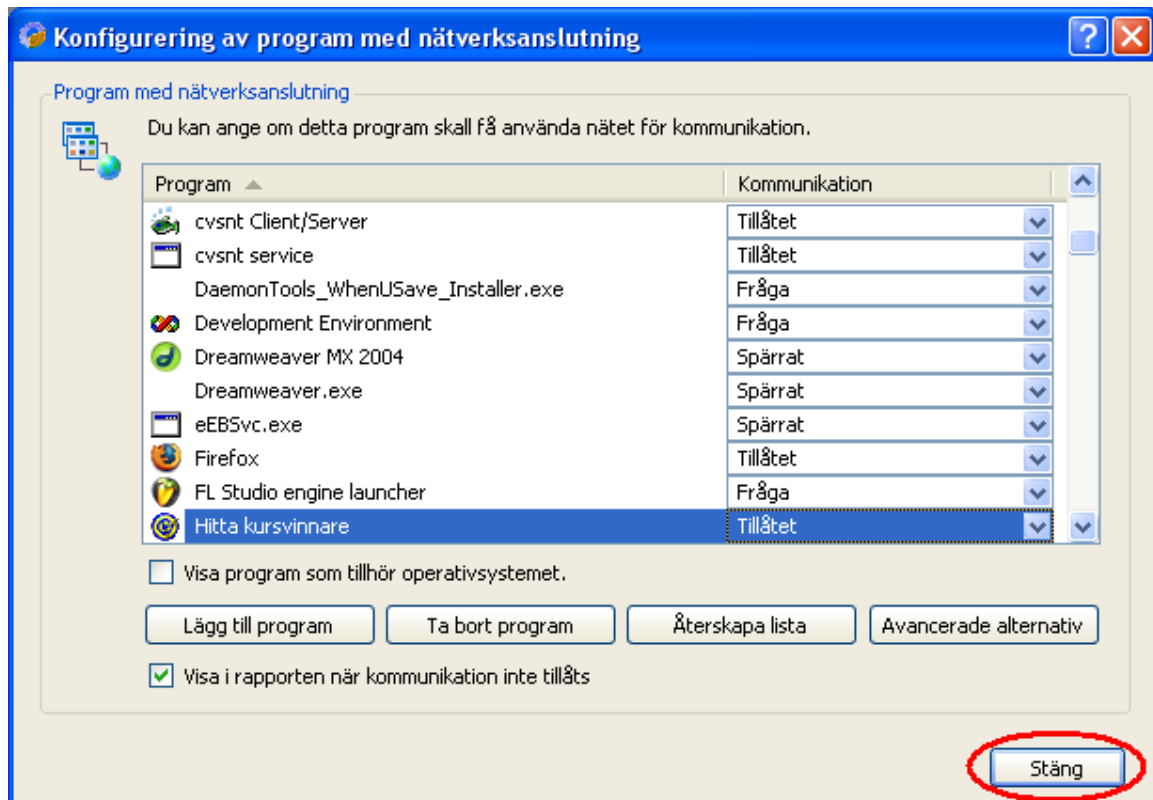 Konfigurering av program med nätverksanslutning
Program med nätverksanslutning
Du kan ange om detta program skall få använda nätet för kommunikation.
Program Kommunikation
cvsnt Client/Server Tillåtet
cvsnt service Tillåtet
DaemonTools_WhenUSave_Installer.exe Fråga
Development Environment Fråga
Dreamweaver MX 2004 Spärrat
Dreamweaver.exe Spärrat
eEBSvc.exe Spärrat
Firefox Tillåtet
FL Studio engine launcher Fråga
Hitta kursvinnare Tillåtet
Visa program som tillhör operativsystemet.
Lägg till program Ta bort program Återskapa lista Avancerade alternativ
Visa i rapporten när kommunikation inte tillåts
Stäng